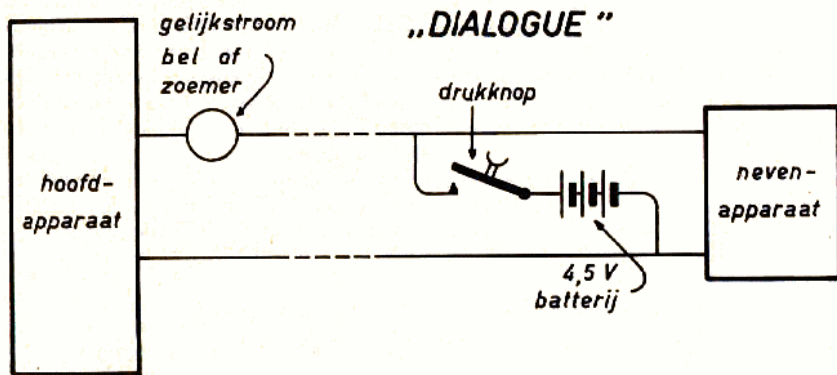 „DIALOGUE”
gelijkstroom
bel of
zoemer
drukknop
hoofd-
apparaat
neven-
apparaat
4,5 V
batterij